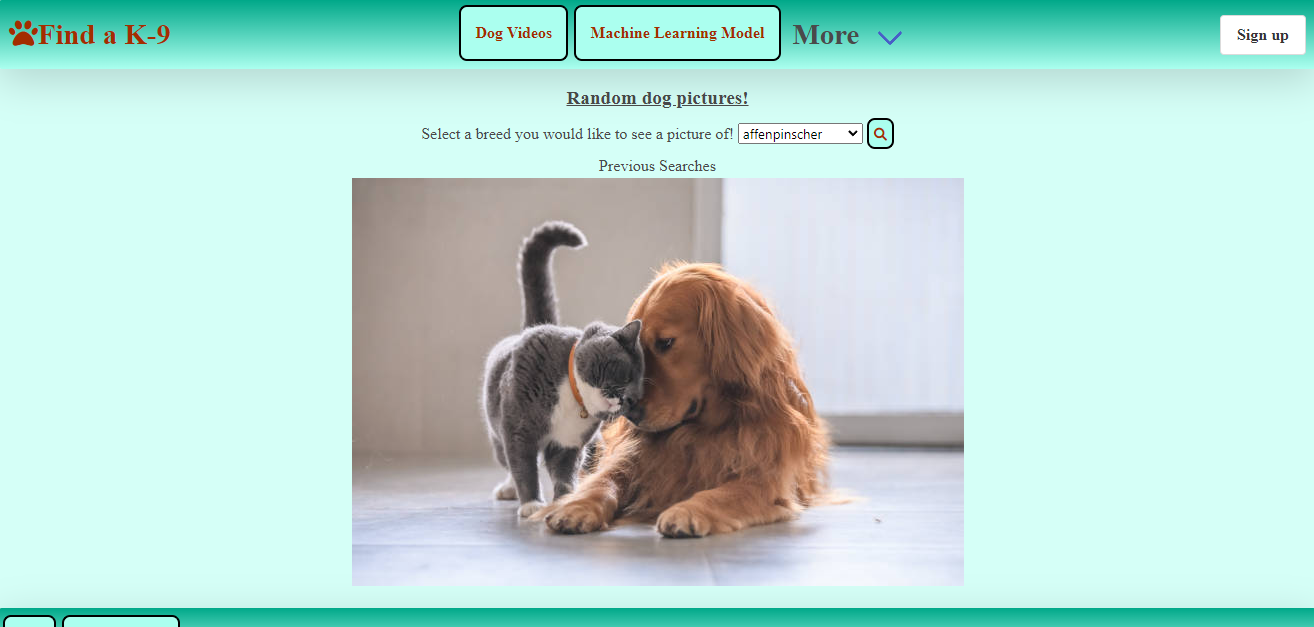 Find a K-9
Dog Videos
Machine Learning Model
More
Sign up
Random dog pictures!
Select a breed you would like to see a picture of! affenpinscher
Previous Searches